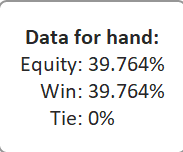 Data for hand:
Equity: 39.764%
Win: 39.764%
Tie: 0%